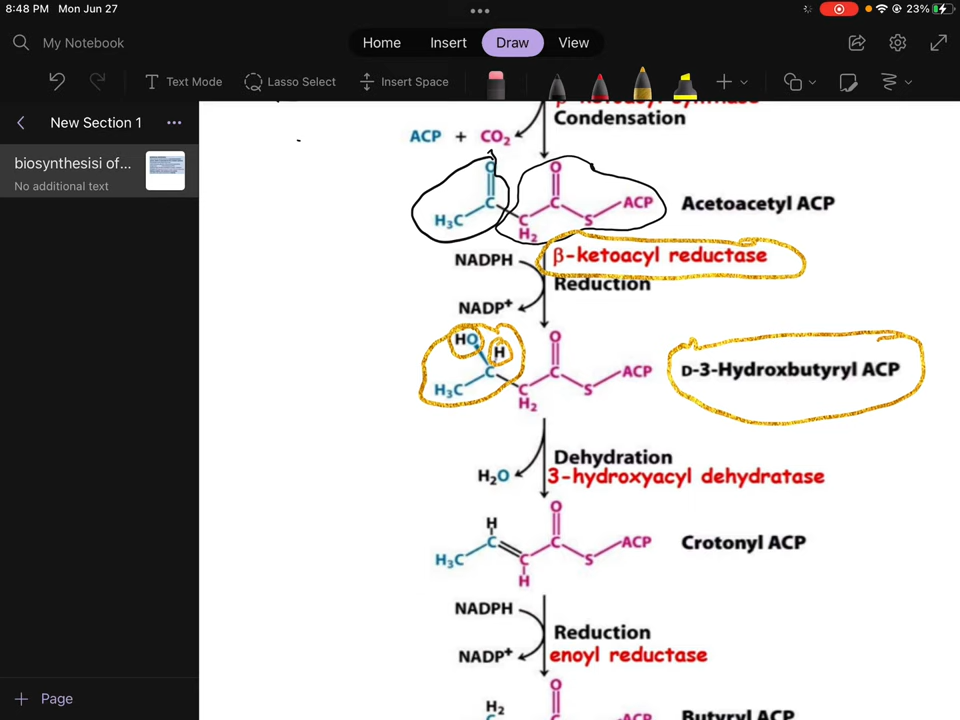 8:48 PM Mon Jun 27
23%
My Notebook
Home Insert Draw View
Text Mode Lasso Select Insert Space
New Section 1
biosynthesisi of...
No additional text
Page
β-ketoacyl synthase
Condensation
ACP + CO₂
O O
H₃C C C H₂ C S ACP
Acetoacetyl ACP
NADPH
β-ketoacyl reductase
Reduction
NADP⁺
HO H O
H₃C C C H₂ C S ACP
D-3-Hydroxbutyryl ACP
Dehydration
H₂O
3-hydroxyacyl dehydratase
H O
H₃C C C H C S ACP
Crotonyl ACP
NADPH
Reduction
NADP⁺
enoyl reductase
H₂ O
C C ACP
Butyryl ACP